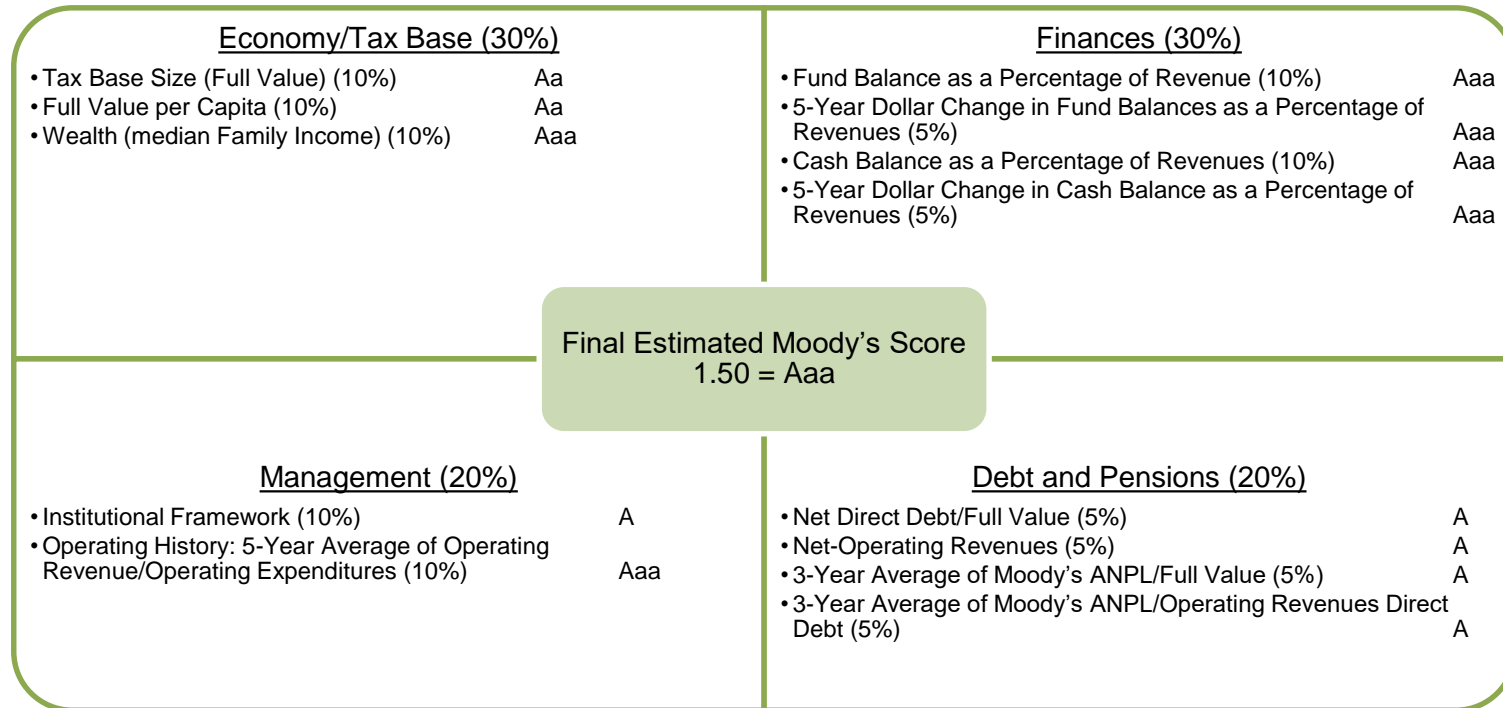 Economy/Tax Base (30%)
• Tax Base Size (Full Value) (10%) Aa
• Full Value per Capita (10%) Aa
• Wealth (median Family Income) (10%) Aaa
Finances (30%)
• Fund Balance as a Percentage of Revenue (10%) Aaa
• 5-Year Dollar Change in Fund Balances as a Percentage of
Revenues (5%) Aaa
• Cash Balance as a Percentage of Revenues (10%) Aaa
• 5-Year Dollar Change in Cash Balance as a Percentage of
Revenues (5%) Aaa
Final Estimated Moody's Score
1.50 = Aaa
Management (20%)
• Institutional Framework (10%) A
• Operating History: 5-Year Average of Operating
Revenue/Operating Expenditures (10%) Aaa
Debt and Pensions (20%)
• Net Direct Debt/Full Value (5%) A
• Net-Operating Revenues (5%) A
• 3-Year Average of Moody's ANPL/Full Value (5%) A
• 3-Year Average of Moody's ANPL/Operating Revenues Direct
Debt (5%) A